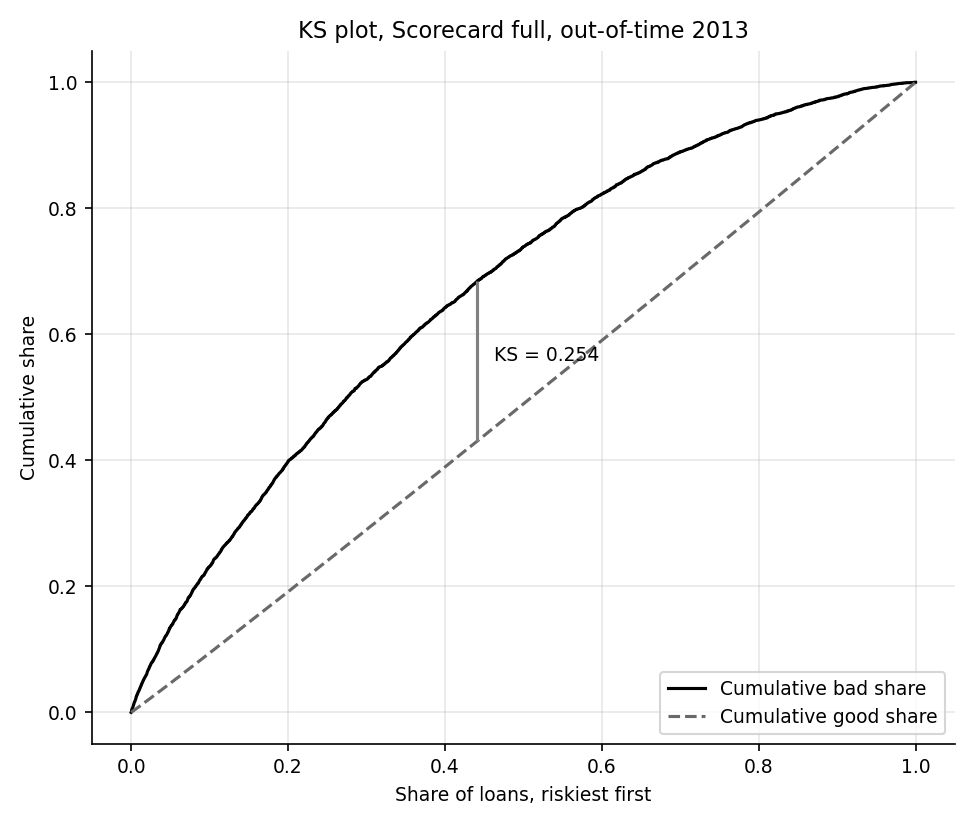 KS plot, Scorecard full, out-of-time 2013
Cumulative share
1.0
0.8
0.6
0.4
0.2
0.0
KS = 0.254
Cumulative bad share
Cumulative good share
0.0 0.2 0.4 0.6 0.8 1.0
Share of loans, riskiest first